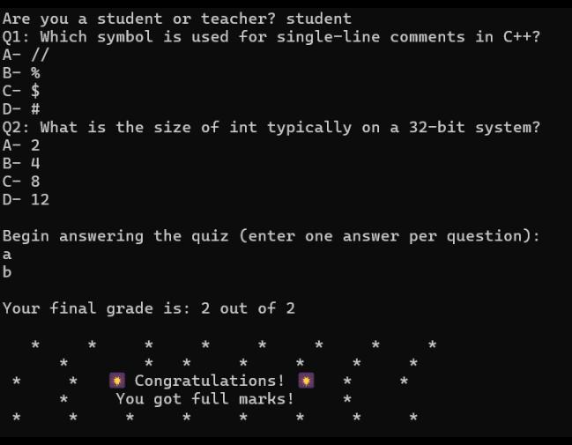 Are you a student or teacher? student
Q1: Which symbol is used for single-line comments in C++?
A- //
B- %
C- $
D- #
Q2: What is the size of int typically on a 32-bit system?
A- 2
B- 4
C- 8
D- 12
Begin answering the quiz (enter one answer per question):
a
b
Your final grade is: 2 out of 2
* * * * * * * *
* * * * * * *
* * 🎇 Congratulations! 🎇 * *
* You got full marks! *
* * * * * * * *